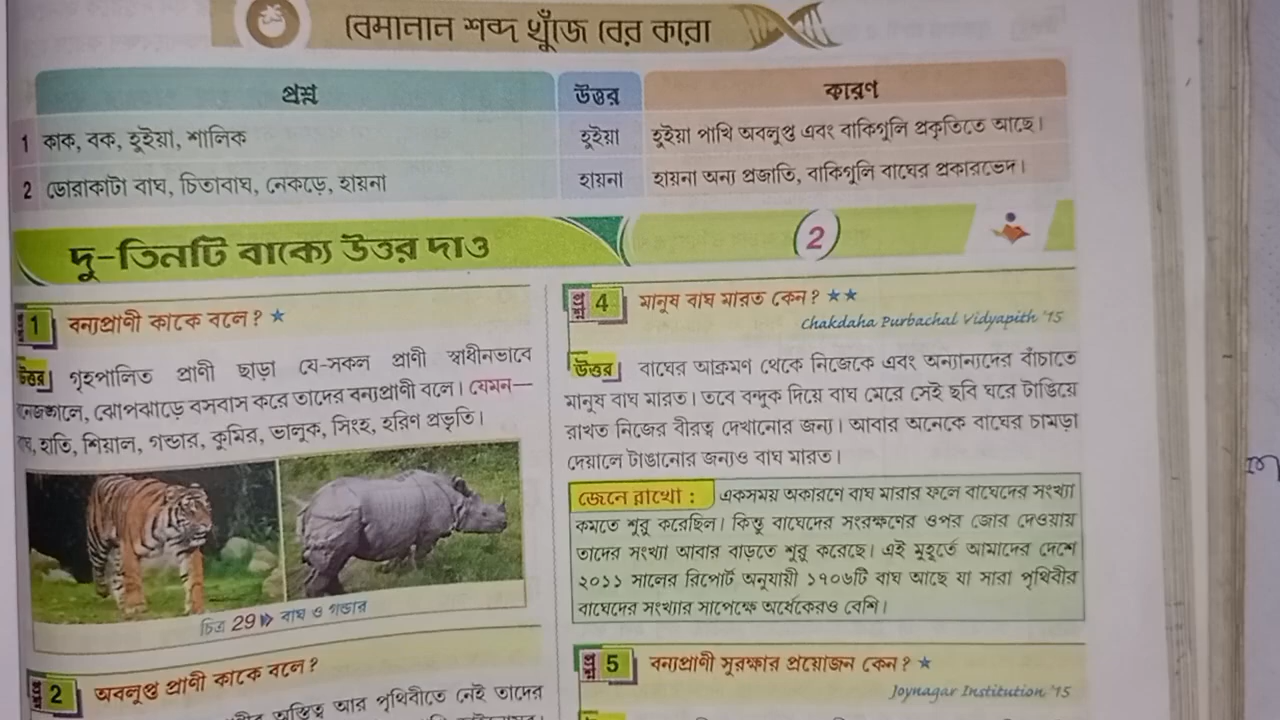 বেমানান শব্দ খুঁজে বের করো
প্রশ্ন উত্তর কারণ
1 কাক, বক, হুইয়া, শালিক হুইয়া হুইয়া পাখি অবলুপ্ত এবং বাকিগুলি প্রকৃতিতে আছে।
2 ডোরাকাটা বাঘ, চিতাবাঘ, নেকড়ে, হায়না হায়না হায়না অন্য প্রজাতি, বাকিগুলি বাঘের প্রকারভেদ।
দু-তিনটি বাক্যে উত্তর দাও 2
1 বন্যপ্রাণী কাকে বলে? ★
উত্তর গৃহপালিত প্রাণী ছাড়া যে-সকল প্রাণী স্বাধীনভাবে
ঝোপঝাড়ে বসবাস করে তাদের বন্যপ্রাণী বলে। যেমন—
হাতি, শিয়াল, গন্ডার, কুমির, ভালুক, সিংহ, হরিণ প্রভৃতি।
চিত্র 29 বাঘ ও গন্ডার
2 অবলুপ্ত প্রাণী কাকে বলে?
অস্তিত্ব আর পৃথিবীতে নেই তাদের
প্রশ্ন 4 মানুষ বাঘ মারত কেন? ★★
Chakdaha Purbachal Vidyapith '15
উত্তর বাঘের আক্রমণ থেকে নিজেকে এবং অন্যান্যদের বাঁচাতে
মানুষ বাঘ মারত। তবে বন্দুক দিয়ে বাঘ মেরে সেই ছবি ঘরে টাঙিয়ে
রাখত নিজের বীরত্ব দেখানোর জন্য। আবার অনেকে বাঘের চামড়া
দেয়ালে টাঙানোর জন্যও বাঘ মারত।
জেনে রাখো : একসময় অকারণে বাঘ মারার ফলে বাঘেদের সংখ্যা
কমতে শুরু করেছিল। কিন্তু বাঘেদের সংরক্ষণের ওপর জোর দেওয়ায়
তাদের সংখ্যা আবার বাড়তে শুরু করেছে। এই মুহূর্তে আমাদের দেশে
২০১১ সালের রিপোর্ট অনুযায়ী ১৭০৬টি বাঘ আছে যা সারা পৃথিবীর
বাঘেদের সংখ্যার সাপেক্ষে অর্ধেকেরও বেশি।
প্রশ্ন 5 বন্যপ্রাণী সুরক্ষার প্রয়োজন কেন? ★
Joynagar Institution '15